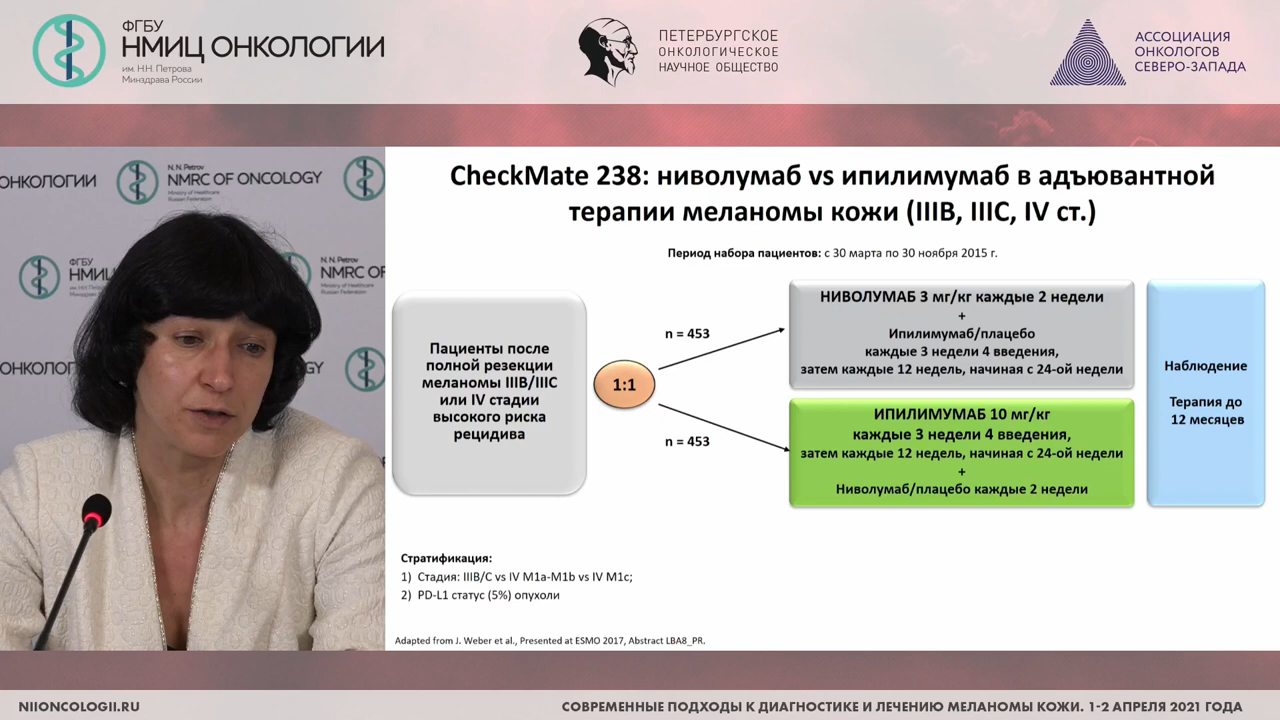 ФГБУ
НМИЦ ОНКОЛОГИИ
им. Н.Н. Петрова
Минздрава России
ПЕТЕРБУРГСКОЕ
ОНКОЛОГИЧЕСКОЕ
НАУЧНОЕ ОБЩЕСТВО
АССОЦИАЦИЯ
ОНКОЛОГОВ
СЕВЕРО-ЗАПАДА
ОНКОЛОГИИ
N. N. Petrov
NMRC OF ONCOLOGY
Ministry of Healthcare
Russian Federation
ФГБУ
НМИЦ
N. N. Petrov
NMRC OF
CheckMate 238: ниволумаб vs ипилимумаб в адъювантной
терапии меланомы кожи (IIIB, IIIC, IV ст.)
Период набора пациентов: с 30 марта по 30 ноября 2015 г.
Пациенты после
полной резекции
меланомы IIIB/IIIC
или IV стадии
высокого риска
рецидива
1:1
n = 453
n = 453
НИВОЛУМАБ 3 мг/кг каждые 2 недели
+
Ипилимумаб/плацебо
каждые 3 недели 4 введения,
затем каждые 12 недель, начиная с 24-ой недели
ИПИЛИМУМАБ 10 мг/кг
каждые 3 недели 4 введения,
затем каждые 12 недель, начиная с 24-ой недели
+
Ниволумаб/плацебо каждые 2 недели
Наблюдение
Терапия до
12 месяцев
Стратификация:
1) Стадия: IIIB/C vs IV M1a-M1b vs IV M1c;
2) PD-L1 статус (5%) опухоли
Adapted from J. Weber et al., Presented at ESMO 2017, Abstract LBA8_PR.
NIIONCOLOGII.RU
СОВРЕМЕННЫЕ ПОДХОДЫ К ДИАГНОСТИКЕ И ЛЕЧЕНИЮ МЕЛАНОМЫ КОЖИ. 1-2 АПРЕЛЯ 2021 ГОДА